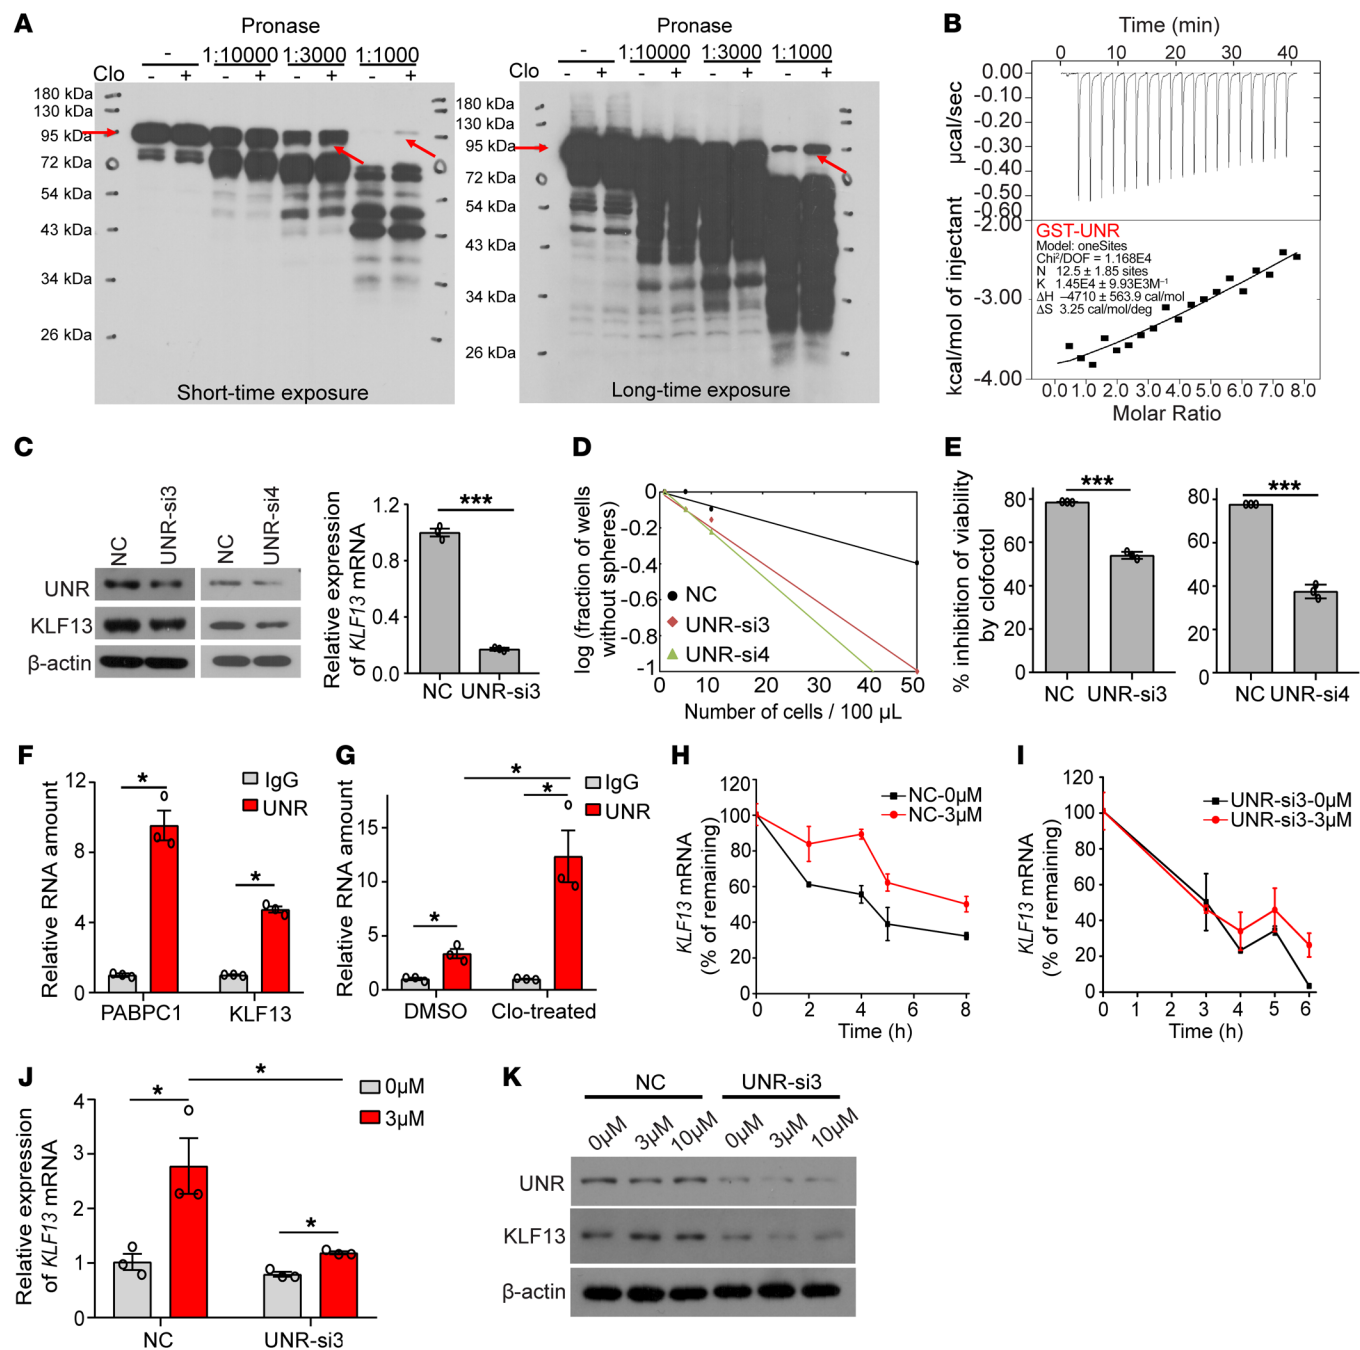 A
Pronase
- 1:10000 1:3000 1:1000
Clo - + - + - + - +
180 kDa
130 kDa
95 kDa
72 kDa
54 kDa
43 kDa
34 kDa
26 kDa
Short-time exposure
Pronase
- 1:10000 1:3000 1:1000
Clo - + - + - + - +
180 kDa
130 kDa
95 kDa
72 kDa
54 kDa
43 kDa
34 kDa
26 kDa
Long-time exposure
B
Time (min)
0 10 20 30 40
0.00
-0.10
-0.20
-0.30
-0.40
-0.50
-0.60
µcal/sec
-2.00
-3.00
-4.00
kcal/mol of injectant
GST-UNR
Model: oneSites
Chi²/DOF = 1.168E4
N 12.5 ± 1.85 sites
K 1.45E4 ± 9.93E3M⁻¹
ΔH –4710 ± 563.9 cal/mol
ΔS 3.25 cal/mol/deg
0.0 1.0 2.0 3.0 4.0 5.0 6.0 7.0 8.0
Molar Ratio
C
NC UNR-si3 NC UNR-si4
UNR
KLF13
β-actin
Relative expression
of KLF13 mRNA
1.2
0.8
0.4
0.0
***
NC UNR-si3
D
log (fraction of wells
without spheres)
0
-0.2
-0.4
-0.6
-0.8
-1
NC
UNR-si3
UNR-si4
0 10 20 30 40 50
Number of cells / 100 µL
E
% inhibition of viability
by clofoctol
80
60
40
20
0
***
NC UNR-si3
80
60
40
20
0
***
NC UNR-si4
F
Relative RNA amount
12
8
4
0
*
*
IgG
UNR
PABPC1 KLF13
G
Relative RNA amount
15
10
5
0
*
*
*
IgG
UNR
DMSO Clo-treated
H
KLF13 mRNA
(% of remaining)
120
100
80
60
40
20
0
NC-0µM
NC-3µM
0 2 4 6 8
Time (h)
I
KLF13 mRNA
(% of remaining)
120
100
80
60
40
20
0
UNR-si3-0µM
UNR-si3-3µM
0 1 2 3 4 5 6
Time (h)
J
Relative expression
of KLF13 mRNA
4
3
2
1
0
*
*
*
0µM
3µM
NC UNR-si3
K
NC UNR-si3
0µM 3µM 10µM 0µM 3µM 10µM
UNR
KLF13
β-actin